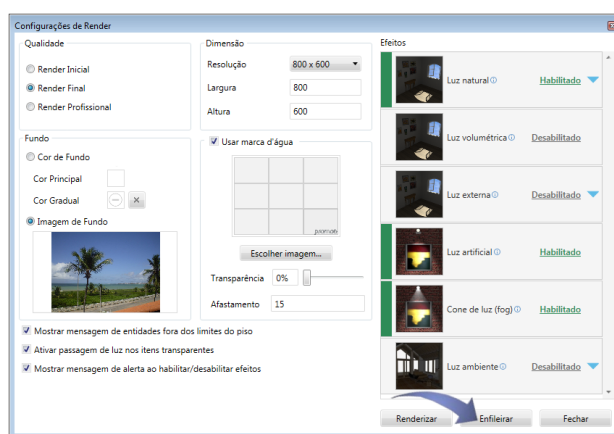 Configurações de Render
Qualidade
Render Inicial
Render Final
Render Profissional
Dimensão
Resolução 800 x 600
Largura 800
Altura 600
Fundo
Cor de Fundo
Cor Principal
Cor Gradual
Imagem de Fundo
Usar marca d'água
promob
Escolher imagem...
Transparência 0%
Afastamento 15
Mostrar mensagem de entidades fora dos limites do piso
Ativar passagem de luz nos itens transparentes
Mostrar mensagem de alerta ao habilitar/desabilitar efeitos
Efeitos
Luz natural Habilitado
Luz volumétrica Desabilitado
Luz externa Desabilitado
Luz artificial Habilitado
Cone de luz (fog) Habilitado
Luz ambiente Desabilitado
Renderizar Enfileirar Fechar